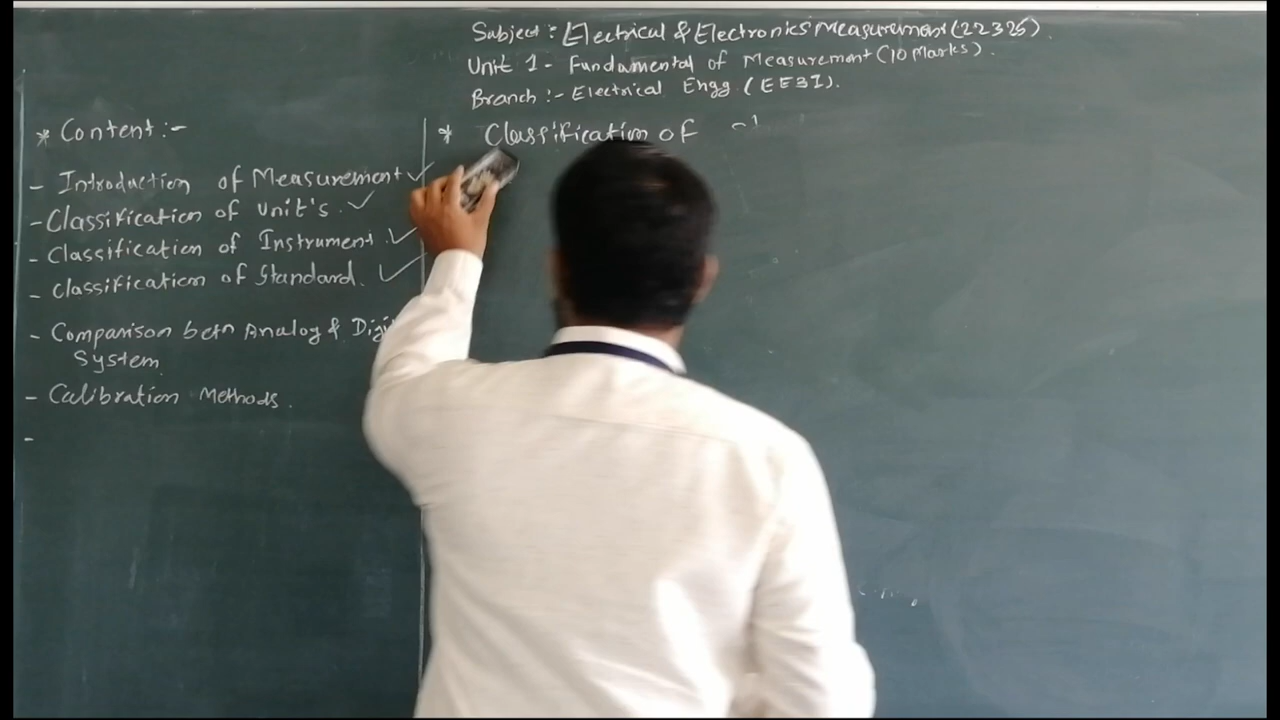 Subject :- Electrical & Electronics Measurement (22325).
Unit 1 - Fundamental of Measurement (10 Marks).
Branch :- Electrical Engg. (EE3I).
* Content :-
- Introduction of Measurement ✓
- Classification of Unit's. ✓
- Classification of Instrument. ✓
- Classification of Standard. ✓
- Comparison betn Analog &
System.
- Calibration Methods.
-
* Classification of